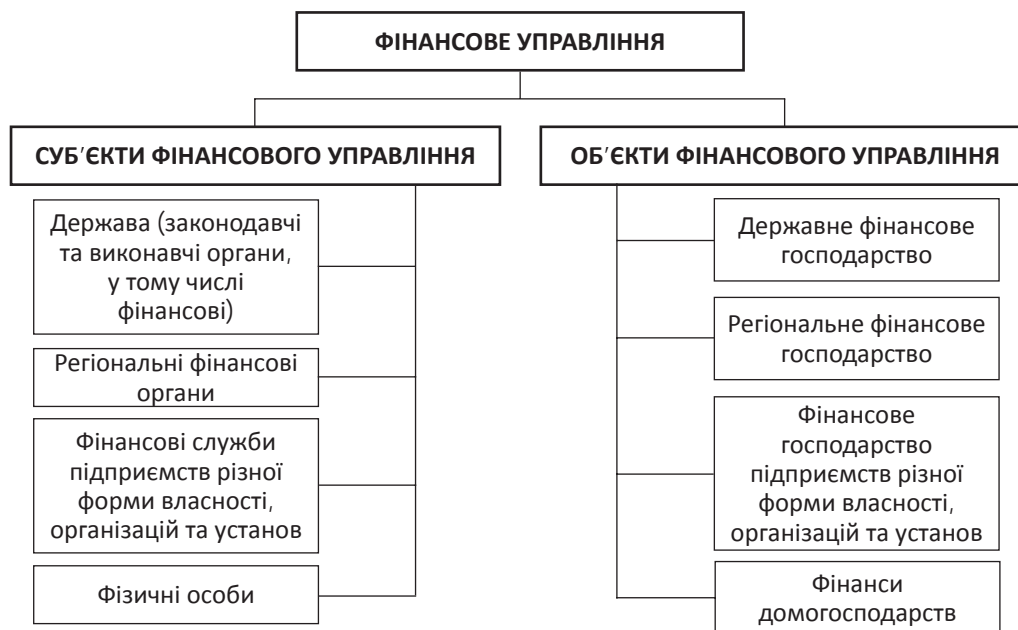 ФІНАНСОВЕ УПРАВЛІННЯ
СУБ′ЄКТИ ФІНАНСОВОГО УПРАВЛІННЯ
Держава (законодавчі
та виконавчі органи,
у тому числі
фінансові)
Регіональні фінансові
органи
Фінансові служби
підприємств різної
форми власності,
організацій та установ
Фізичні особи
ОБ′ЄКТИ ФІНАНСОВОГО УПРАВЛІННЯ
Державне фінансове
господарство
Регіональне фінансове
господарство
Фінансове
господарство
підприємств різної
форми власності,
організацій та установ
Фінанси
домогосподарств